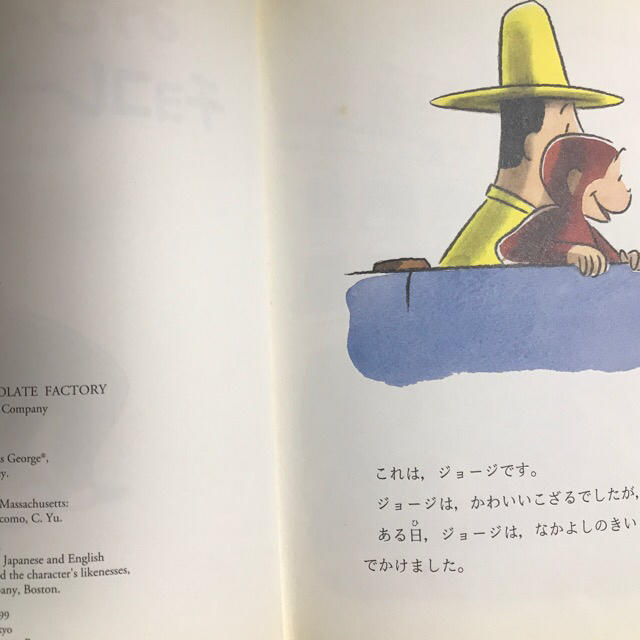 OLATE FACTORY
Company
s George®,
ey.
Massachusetts:
como, C. Yu.
Japanese and English
d the character's likenesses,
pany, Boston.
99
kyo
これは，ジョージです。
ジョージは，かわいいこざるでしたが，
ある日，ジョージは，なかよしのきい
でかけました。